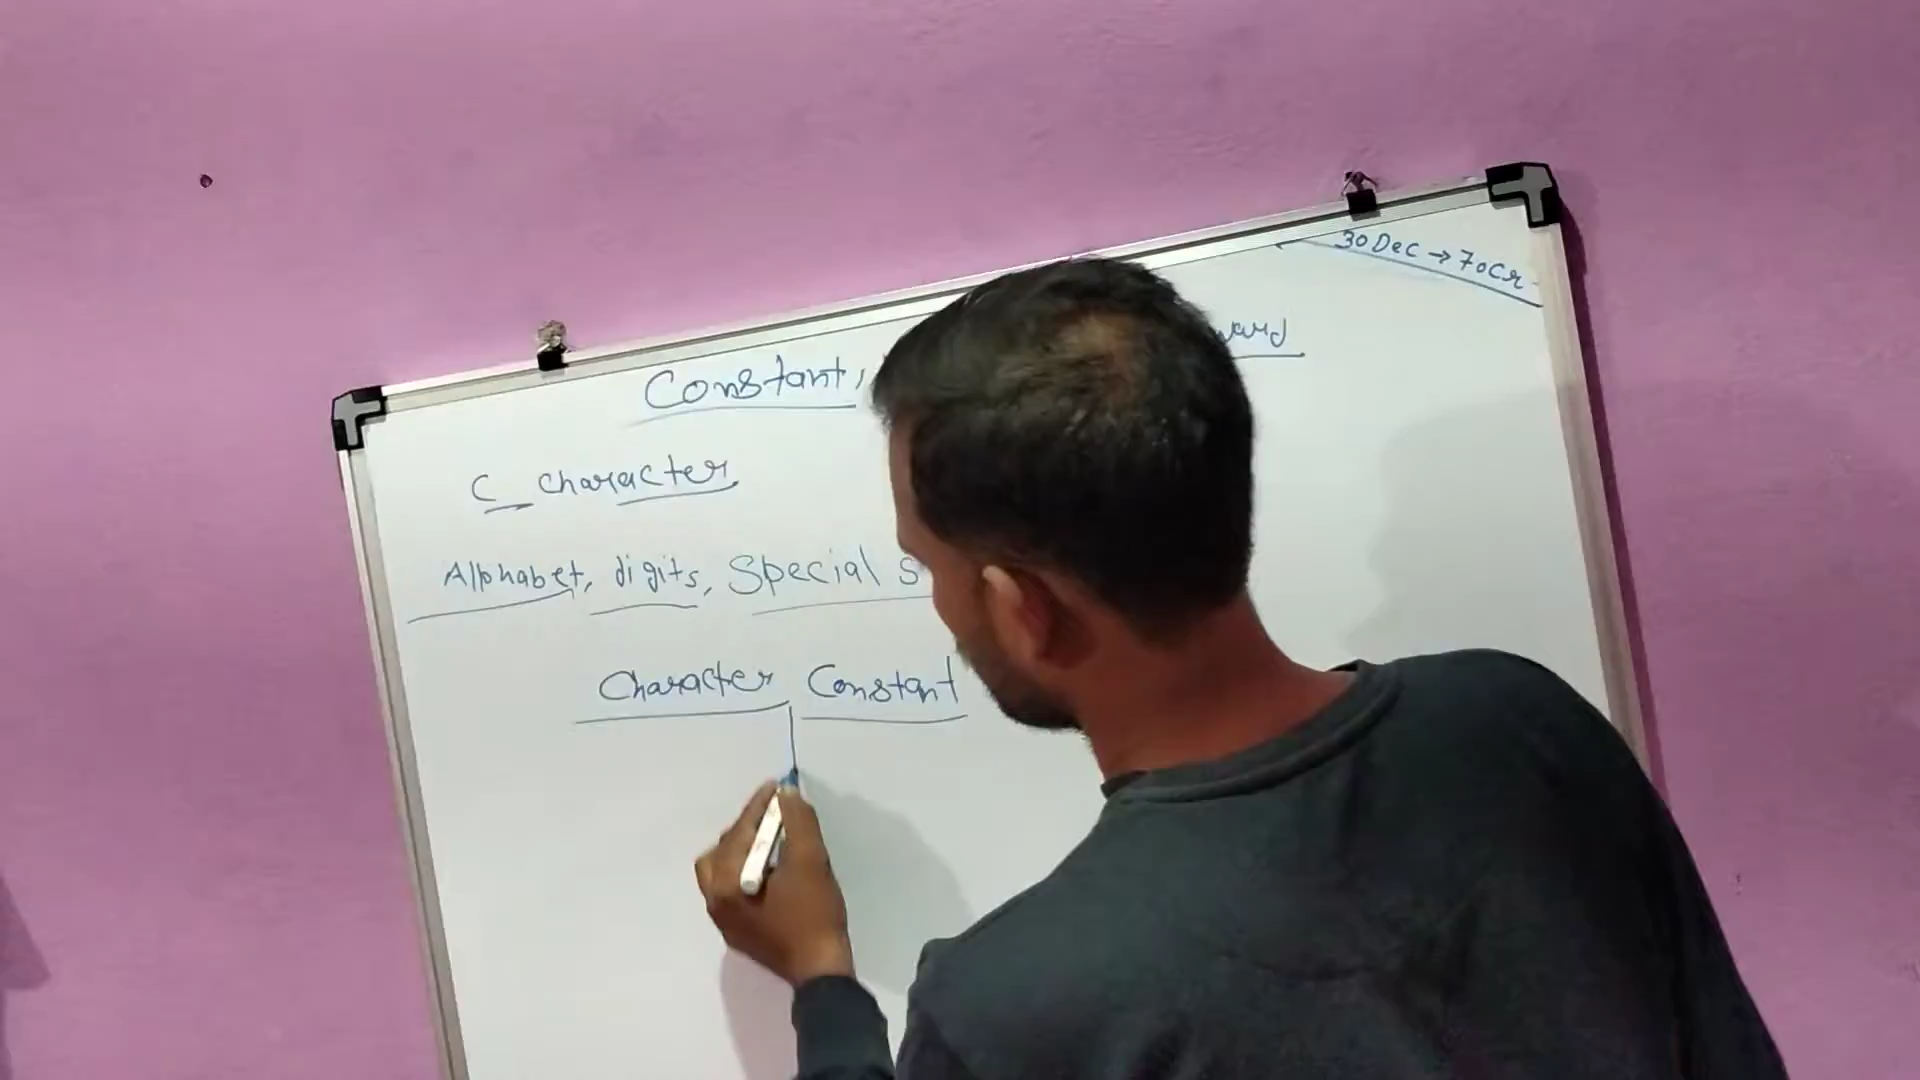 30 Dec → 70Cr
Constant,
C character
Alphabet, digits, Special s
Character Constant